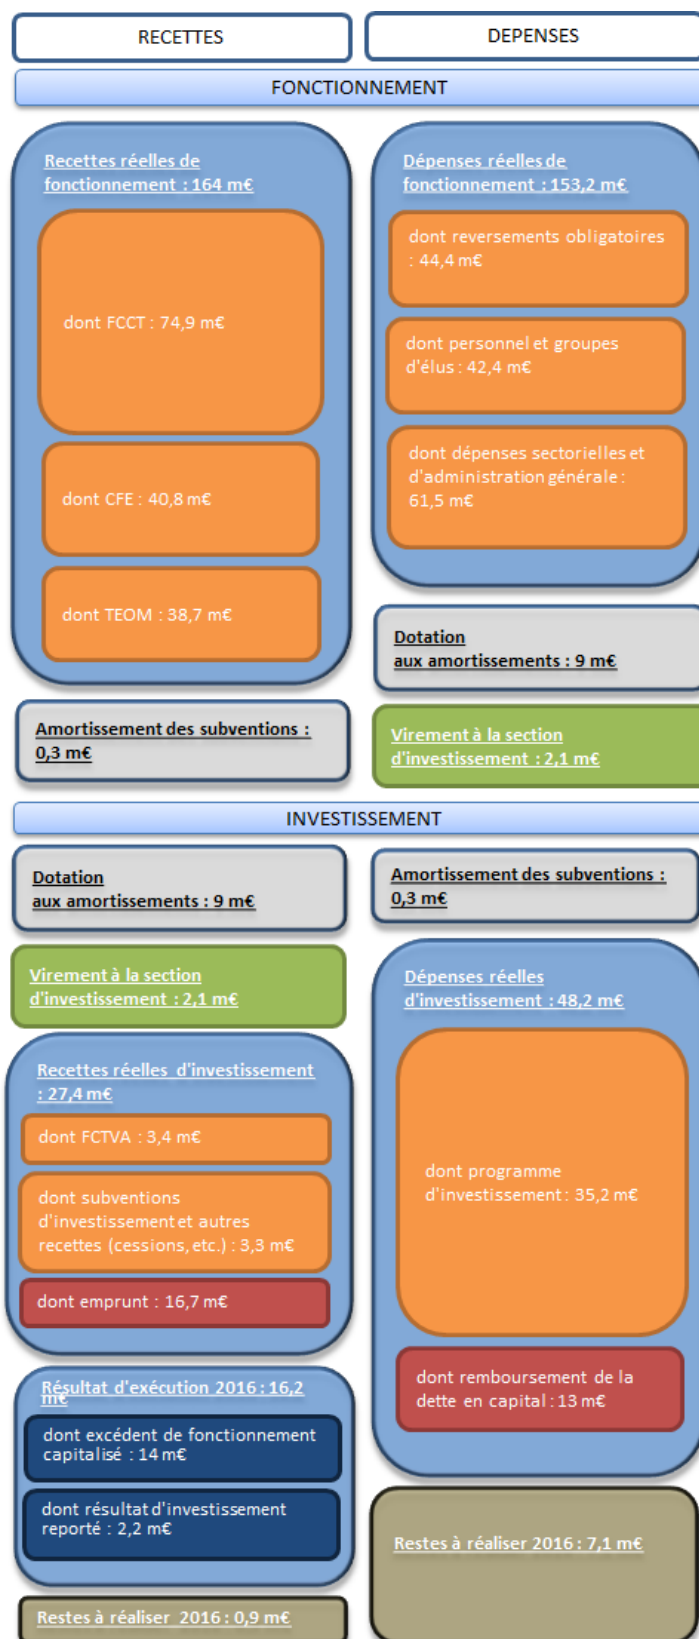 RECETTES
DEPENSES
FONCTIONNEMENT
Recettes réelles de
fonctionnement : 164 m€
dont FCCT : 74,9 m€
dont CFE : 40,8 m€
dont TEOM : 38,7 m€
Amortissement des subventions :
0,3 m€
Dépenses réelles de
fonctionnement : 153,2 m€
dont reversements obligatoires
: 44,4 m€
dont personnel et groupes
d'élus : 42,4 m€
dont dépenses sectorielles et
d'administration générale :
61,5 m€
Dotation
aux amortissements : 9 m€
Virement à la section
d'investissement : 2,1 m€
INVESTISSEMENT
Dotation
aux amortissements : 9 m€
Virement à la section
d'investissement : 2,1 m€
Recettes réelles d'investissement
: 27,4 m€
dont FCTVA : 3,4 m€
dont subventions
d'investissement et autres
recettes (cessions, etc.) : 3,3 m€
dont emprunt : 16,7 m€
Résultat d'exécution 2016 : 16,2
m€
dont excédent de fonctionnement
capitalisé : 14 m€
dont résultat d'investissement
reporté : 2,2 m€
Restes à réaliser 2016 : 0,9 m€
Amortissement des subventions :
0,3 m€
Dépenses réelles
d'investissement : 48,2 m€
dont programme
d'investissement : 35,2 m€
dont remboursement de la
dette en capital : 13 m€
Restes à réaliser 2016 : 7,1 m€